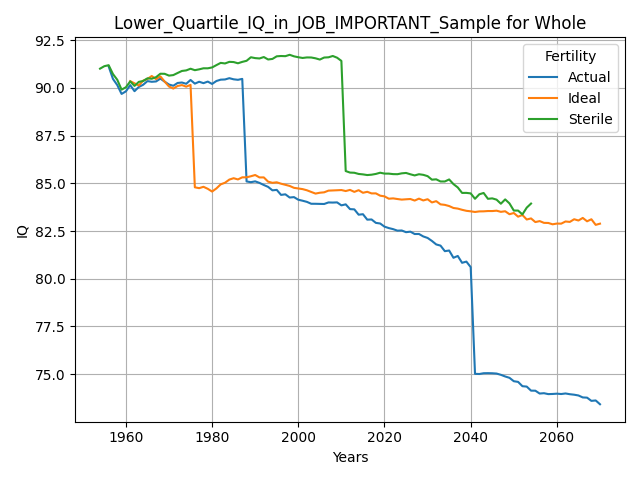 Lower_Quartile_IQ_in_JOB_IMPORTANT_Sample for Whole
Fertility
Actual
Ideal
Sterile
92.5
90.0
87.5
85.0
82.5
80.0
77.5
75.0
IQ
1960
1980
2000
2020
2040
2060
Years